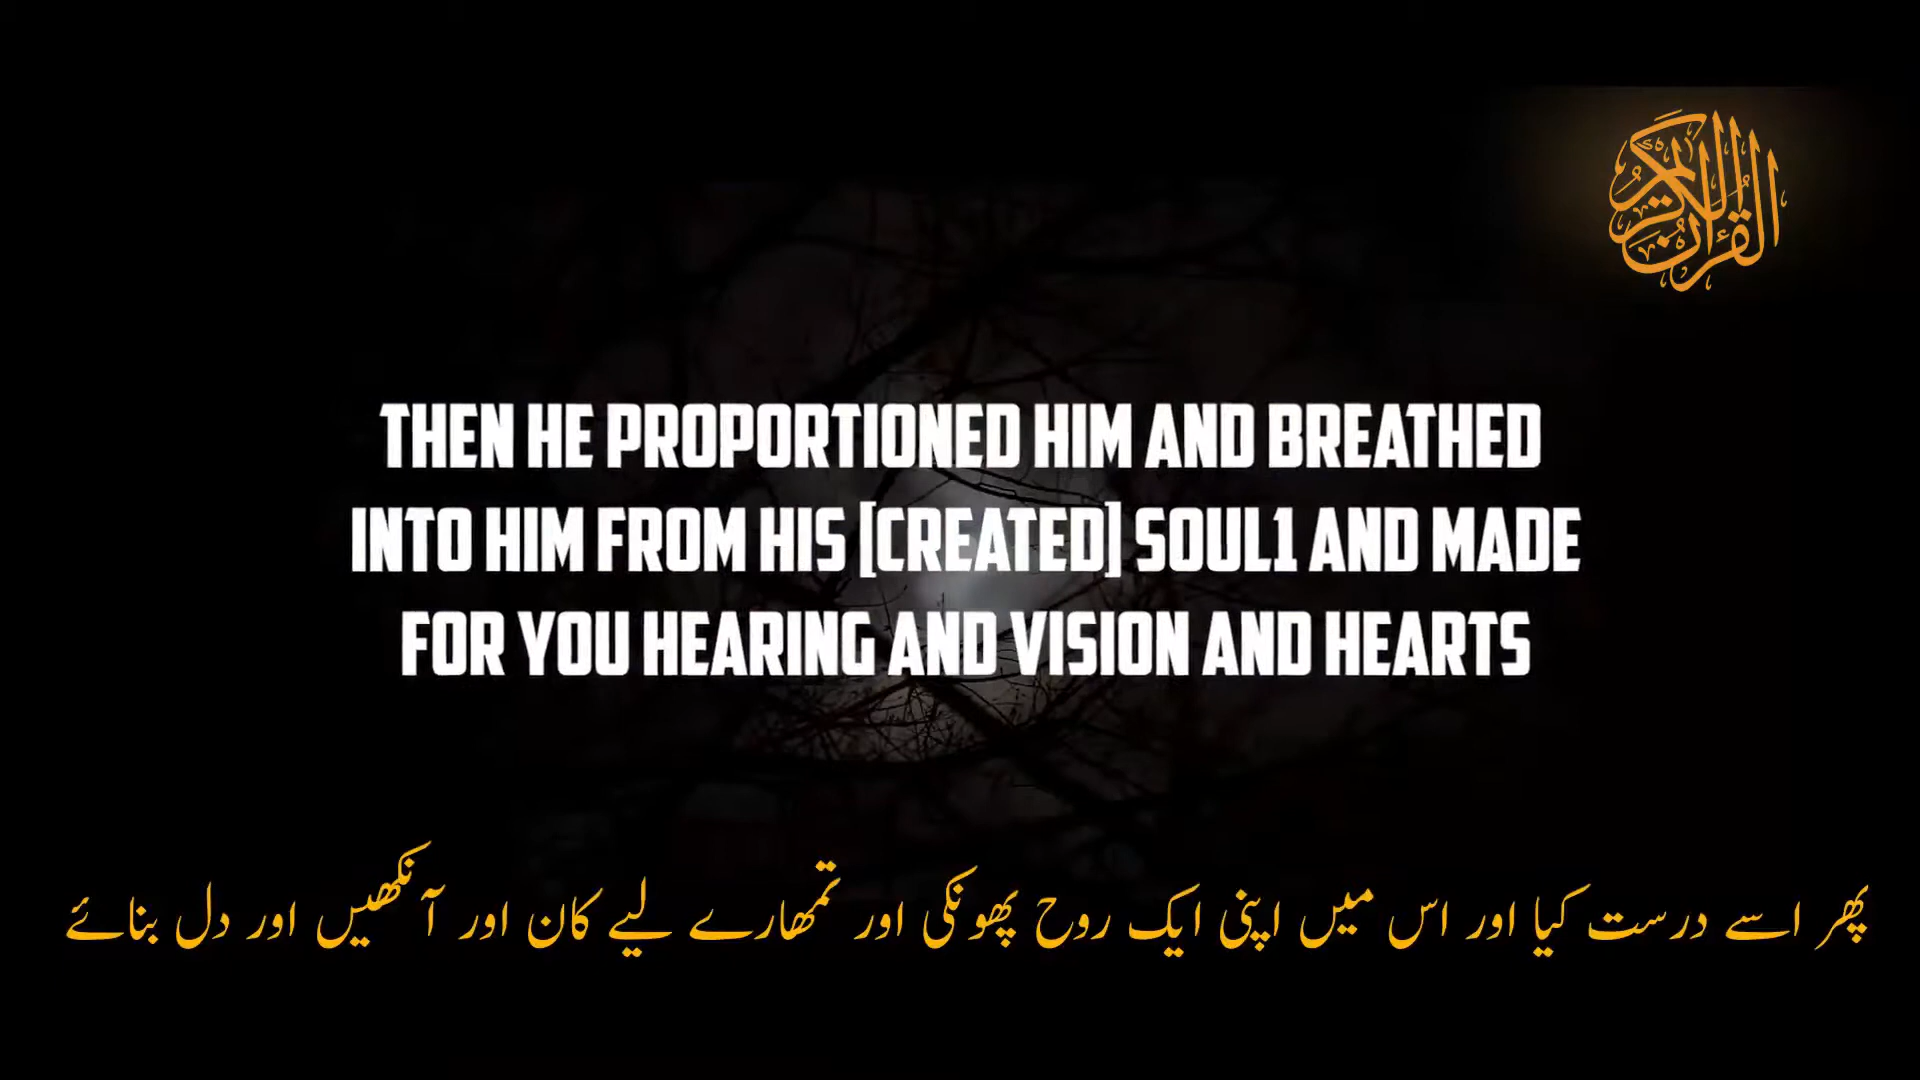 القرآن الكريم
THEN HE PROPORTIONED HIM AND BREATHED
INTO HIM FROM HIS [CREATED] SOUL1 AND MADE
FOR YOU HEARING AND VISION AND HEARTS
پھر اسے درست کیا اور اس میں اپنی ایک روح پھونکی اور تمھارے لیے کان اور آنکھیں اور دل بنائے